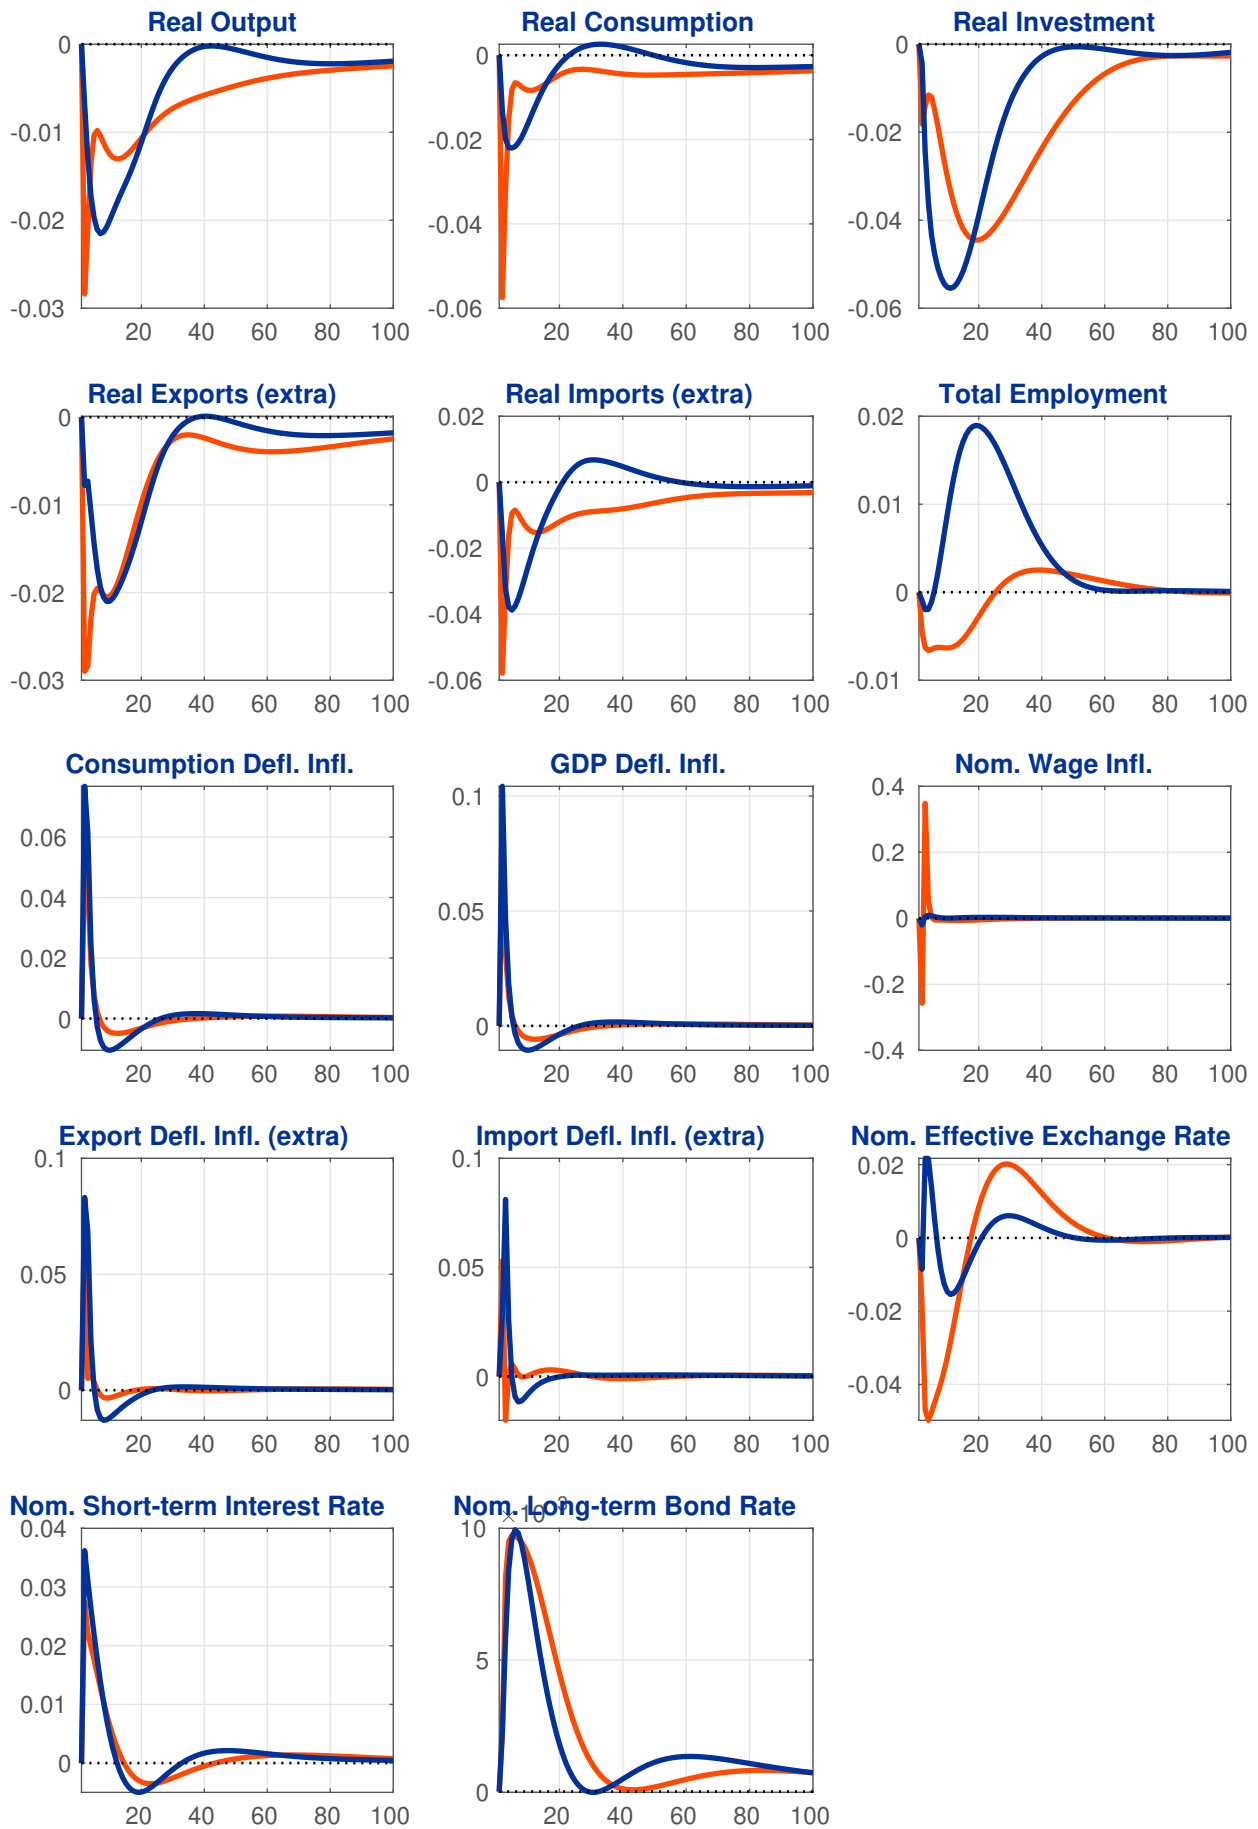 Real Output
Real Consumption
Real Investment
0
-0.01
-0.02
-0.03
20 40 60 80 100
0
-0.02
-0.04
-0.06
20 40 60 80 100
0
-0.02
-0.04
-0.06
20 40 60 80 100
Real Exports (extra)
Real Imports (extra)
Total Employment
0
-0.01
-0.02
-0.03
20 40 60 80 100
0.02
0
-0.02
-0.04
-0.06
20 40 60 80 100
0.02
0.01
0
-0.01
20 40 60 80 100
Consumption Defl. Infl.
GDP Defl. Infl.
Nom. Wage Infl.
0.06
0.04
0.02
0
20 40 60 80 100
0.1
0.05
0
20 40 60 80 100
0.4
0.2
0
-0.2
-0.4
20 40 60 80 100
Export Defl. Infl. (extra)
Import Defl. Infl. (extra)
Nom. Effective Exchange Rate
0.1
0.05
0
20 40 60 80 100
0.1
0.05
0
20 40 60 80 100
0.02
0
-0.02
-0.04
20 40 60 80 100
Nom. Short-term Interest Rate
Nom. Long-term Bond Rate
0.04
0.03
0.02
0.01
0
20 40 60 80 100
×10⁻³
10
5
0
20 40 60 80 100